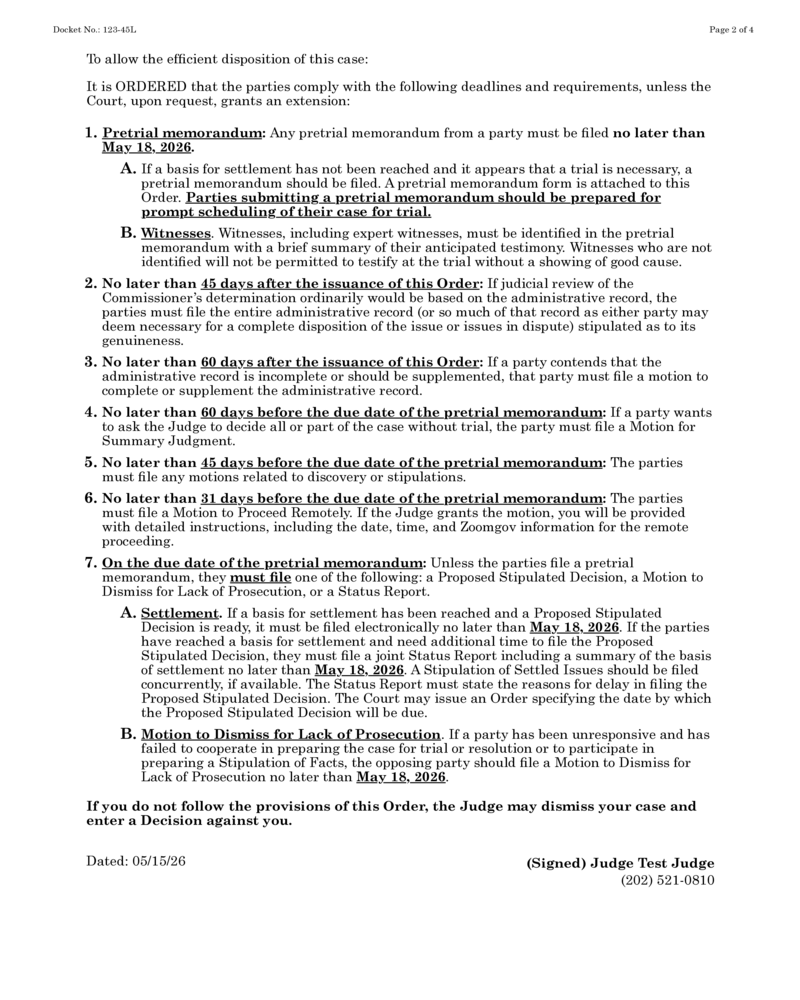 Docket No.: 123-45L
Page 2 of 4
To allow the efficient disposition of this case:
It is ORDERED that the parties comply with the following deadlines and requirements, unless the
Court, upon request, grants an extension:
1. Pretrial memorandum: Any pretrial memorandum from a party must be filed no later than
May 18, 2026.
A. If a basis for settlement has not been reached and it appears that a trial is necessary, a
pretrial memorandum should be filed. A pretrial memorandum form is attached to this
Order. Parties submitting a pretrial memorandum should be prepared for
prompt scheduling of their case for trial.
B. Witnesses. Witnesses, including expert witnesses, must be identified in the pretrial
memorandum with a brief summary of their anticipated testimony. Witnesses who are not
identified will not be permitted to testify at the trial without a showing of good cause.
2. No later than 45 days after the issuance of this Order: If judicial review of the
Commissioner’s determination ordinarily would be based on the administrative record, the
parties must file the entire administrative record (or so much of that record as either party may
deem necessary for a complete disposition of the issue or issues in dispute) stipulated as to its
genuineness.
3. No later than 60 days after the issuance of this Order: If a party contends that the
administrative record is incomplete or should be supplemented, that party must file a motion to
complete or supplement the administrative record.
4. No later than 60 days before the due date of the pretrial memorandum: If a party wants
to ask the Judge to decide all or part of the case without trial, the party must file a Motion for
Summary Judgment.
5. No later than 45 days before the due date of the pretrial memorandum: The parties
must file any motions related to discovery or stipulations.
6. No later than 31 days before the due date of the pretrial memorandum: The parties
must file a Motion to Proceed Remotely. If the Judge grants the motion, you will be provided
with detailed instructions, including the date, time, and Zoomgov information for the remote
proceeding.
7. On the due date of the pretrial memorandum: Unless the parties file a pretrial
memorandum, they must file one of the following: a Proposed Stipulated Decision, a Motion to
Dismiss for Lack of Prosecution, or a Status Report.
A. Settlement. If a basis for settlement has been reached and a Proposed Stipulated
Decision is ready, it must be filed electronically no later than May 18, 2026. If the parties
have reached a basis for settlement and need additional time to file the Proposed
Stipulated Decision, they must file a joint Status Report including a summary of the basis
of settlement no later than May 18, 2026. A Stipulation of Settled Issues should be filed
concurrently, if available. The Status Report must state the reasons for delay in filing the
Proposed Stipulated Decision. The Court may issue an Order specifying the date by which
the Proposed Stipulated Decision will be due.
B. Motion to Dismiss for Lack of Prosecution. If a party has been unresponsive and has
failed to cooperate in preparing the case for trial or resolution or to participate in
preparing a Stipulation of Facts, the opposing party should file a Motion to Dismiss for
Lack of Prosecution no later than May 18, 2026.
If you do not follow the provisions of this Order, the Judge may dismiss your case and
enter a Decision against you.
Dated: 05/15/26
(Signed) Judge Test Judge
(202) 521-0810